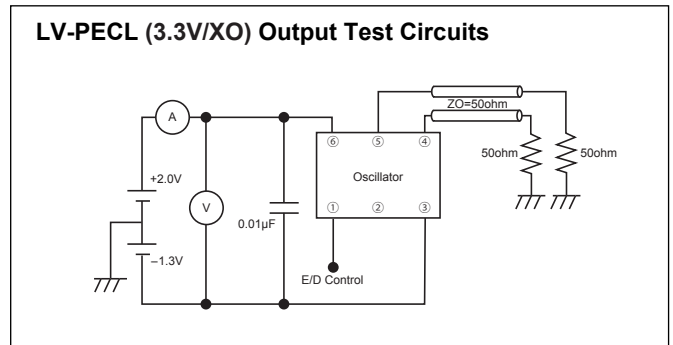 LV-PECL (3.3V/XO) Output Test Circuits
ZO=50ohm
A
⑥ ⑤ ④
50ohm 50ohm
Oscillator
+2.0V
V
0.01µF
① ② ③
–1.3V
E/D Control